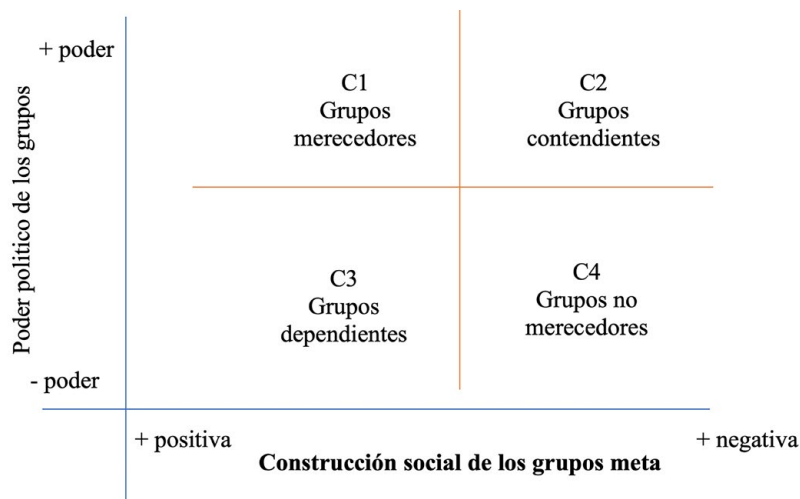 + poder
Poder politico de los grupos
C1
Grupos
merecedores
C2
Grupos
contendientes
C3
Grupos
dependientes
C4
Grupos no
merecedores
- poder
+ positiva
+ negativa
Construcción social de los grupos meta